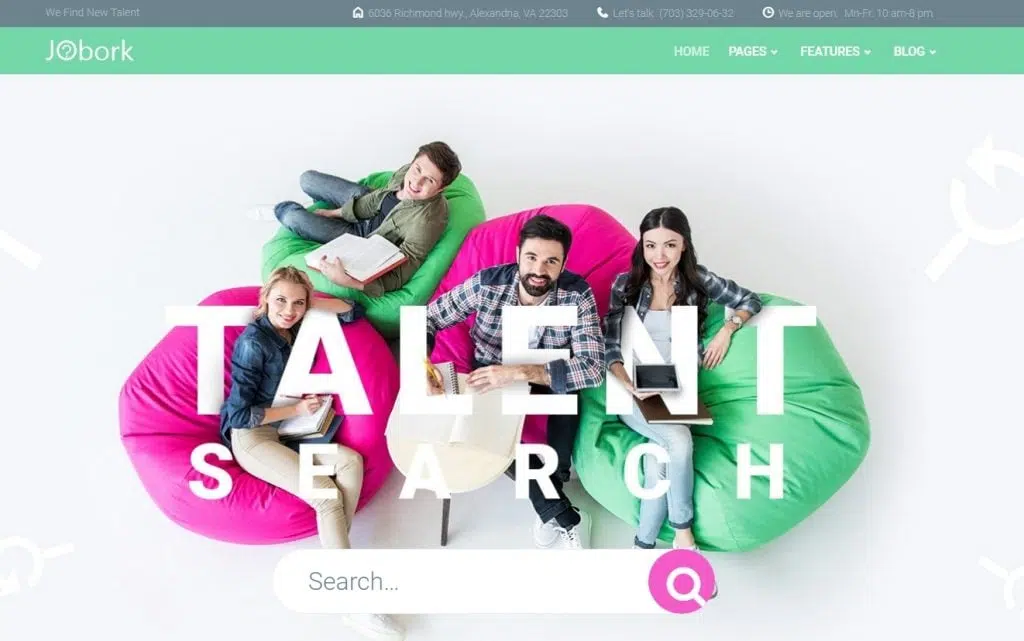 We Find New Talent
6036 Richmond hwy., Alexandria, VA 22303
Let's talk. (703) 329-06-32
We are open. Mn-Fr: 10 am-8 pm
JObork
HOME
PAGES
FEATURES
BLOG
TALENT
SEARCH
Search...